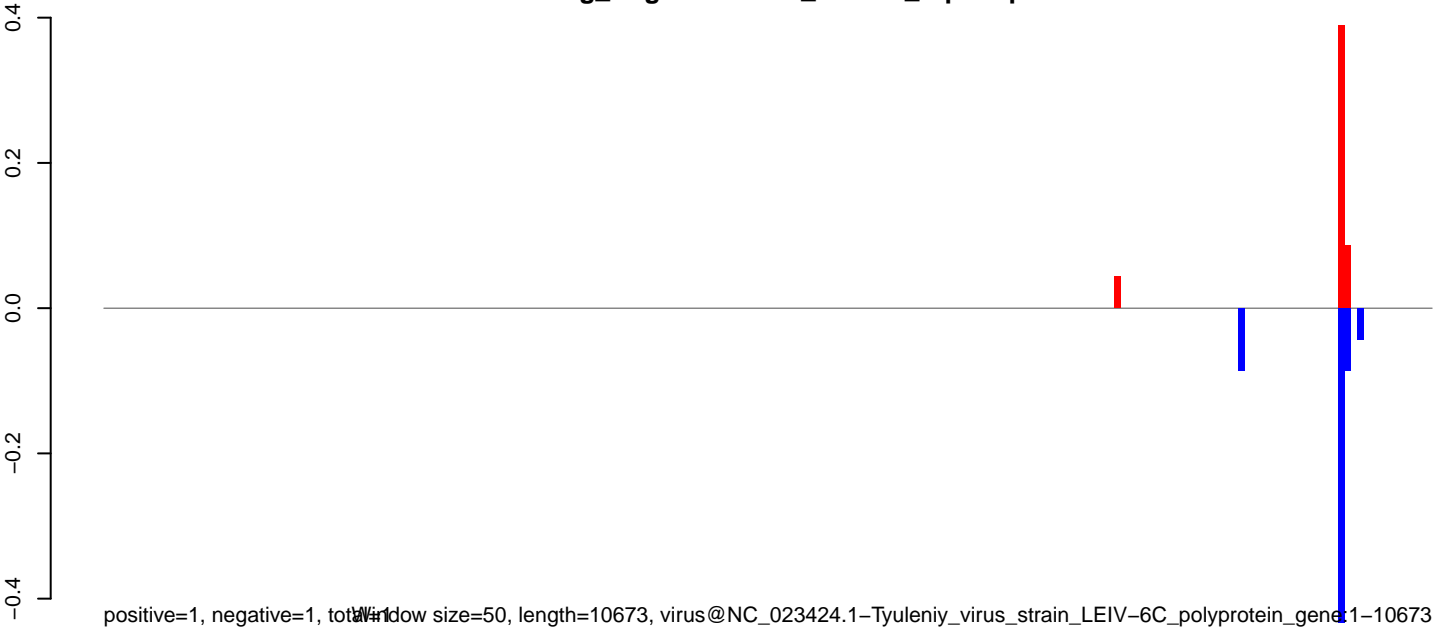 0.4
0.2
0.0
−0.2
−0.4
positive=1, negative=1, total=1
Window size=50, length=10673, virus@NC_023424.1−Tyuleniy_virus_strain_LEIV−6C_polyprotein_gene:1−10673